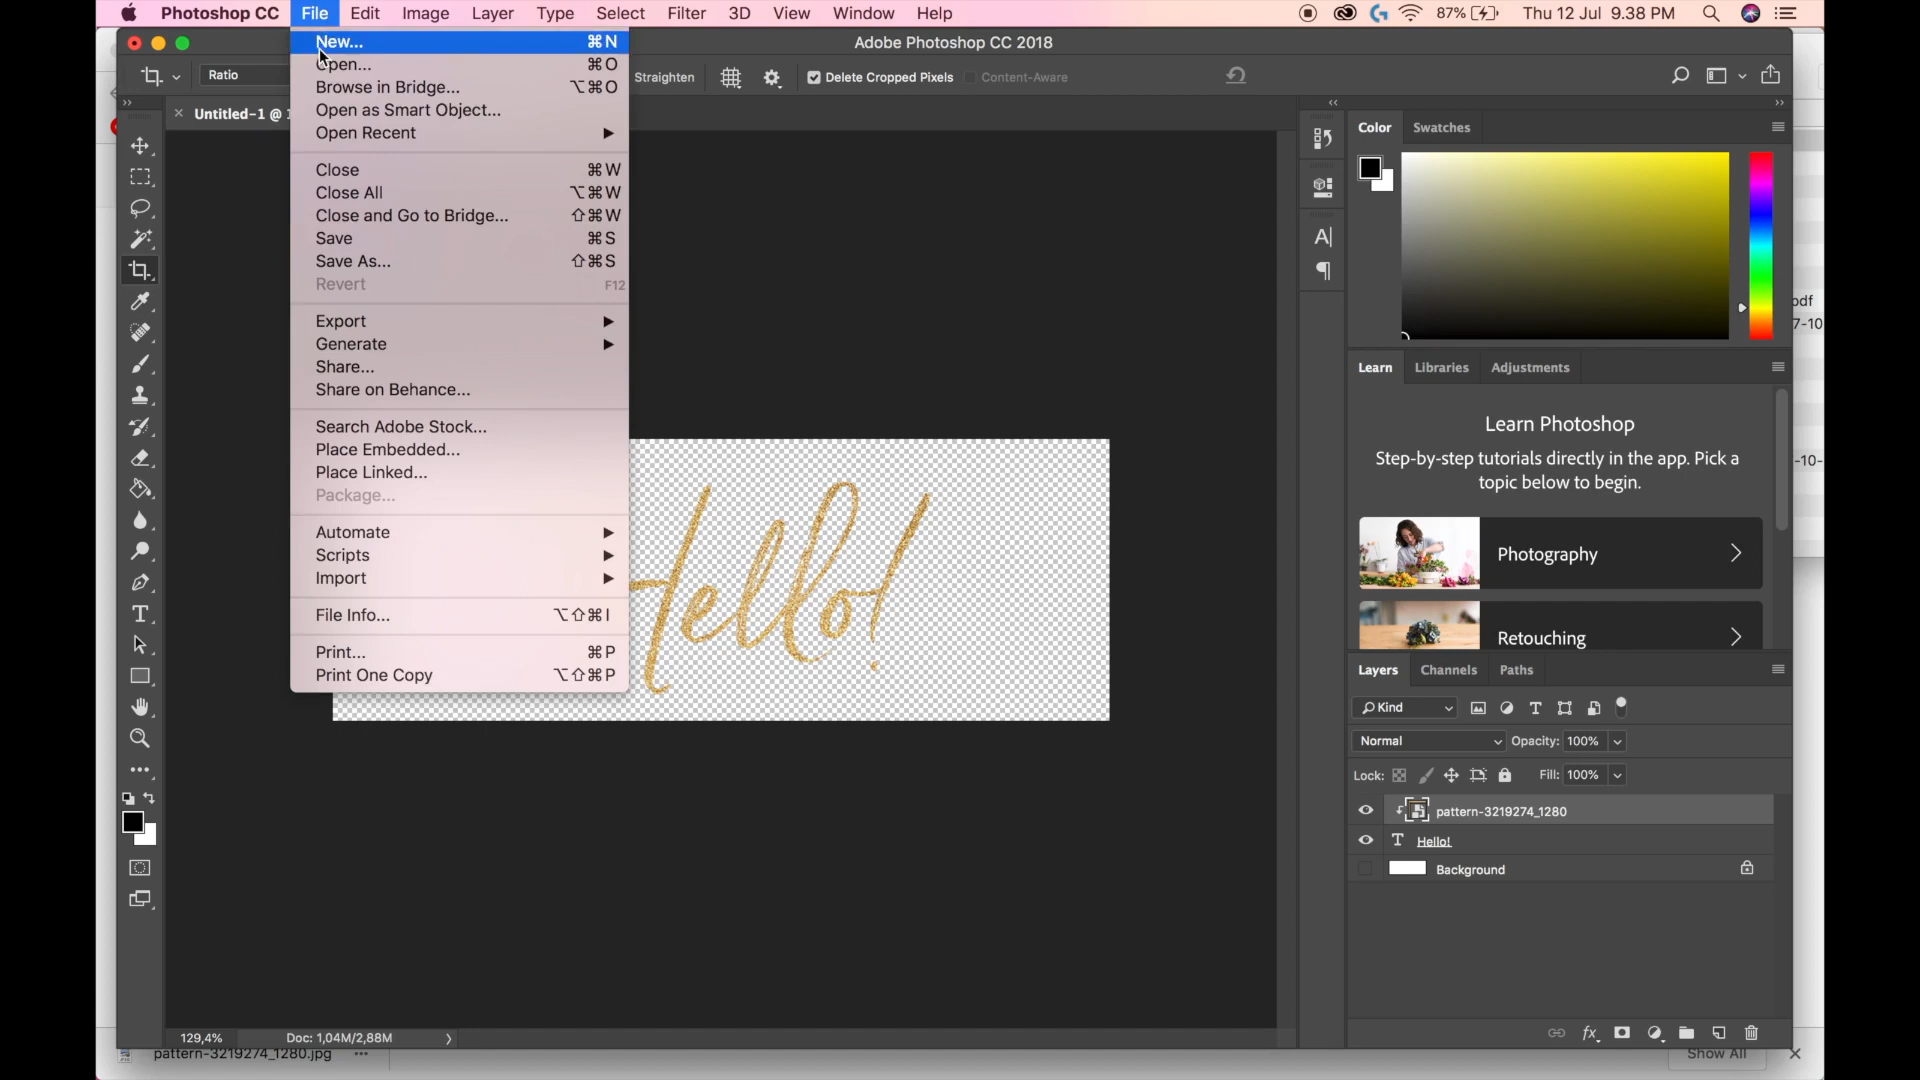 Photoshop CC File Edit Image Layer Type Select Filter 3D View Window Help 87% Thu 12 Jul 9.38 PM
Adobe Photoshop CC 2018
Ratio Straighten Delete Cropped Pixels Content-Aware
Untitled-1 @
New... ⌘N
Open... ⌘O
Browse in Bridge... ⌥⌘O
Open as Smart Object...
Open Recent
Close ⌘W
Close All ⌥⌘W
Close and Go to Bridge... ⇧⌘W
Save ⌘S
Save As... ⇧⌘S
Revert F12
Export
Generate
Share...
Share on Behance...
Search Adobe Stock...
Place Embedded...
Place Linked...
Package...
Automate
Scripts
Import
File Info... ⌥⇧⌘I
Print... ⌘P
Print One Copy ⌥⇧⌘P
Hello!
Color Swatches
Learn Libraries Adjustments
Learn Photoshop
Step-by-step tutorials directly in the app. Pick a
topic below to begin.
Photography
Retouching
Layers Channels Paths
Kind
Normal Opacity: 100%
Lock: Fill: 100%
pattern-3219274_1280
Hello!
Background
129,4% Doc: 1,04M/2,88M
pattern-3219274_1280.jpg
Show All